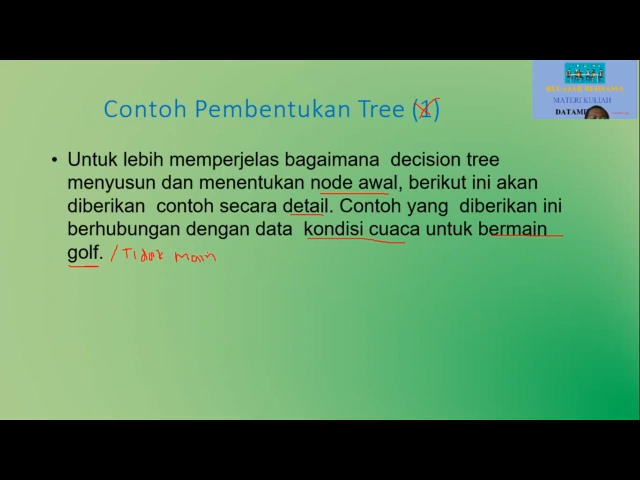 BELAJAR BERSAMA
MATERI KULIAH
Contoh Pembentukan Tree (1)
• Untuk lebih memperjelas bagaimana decision tree
menyusun dan menentukan node awal, berikut ini akan
diberikan contoh secara detail. Contoh yang diberikan ini
berhubungan dengan data kondisi cuaca untuk bermain
golf. /Tidak Main